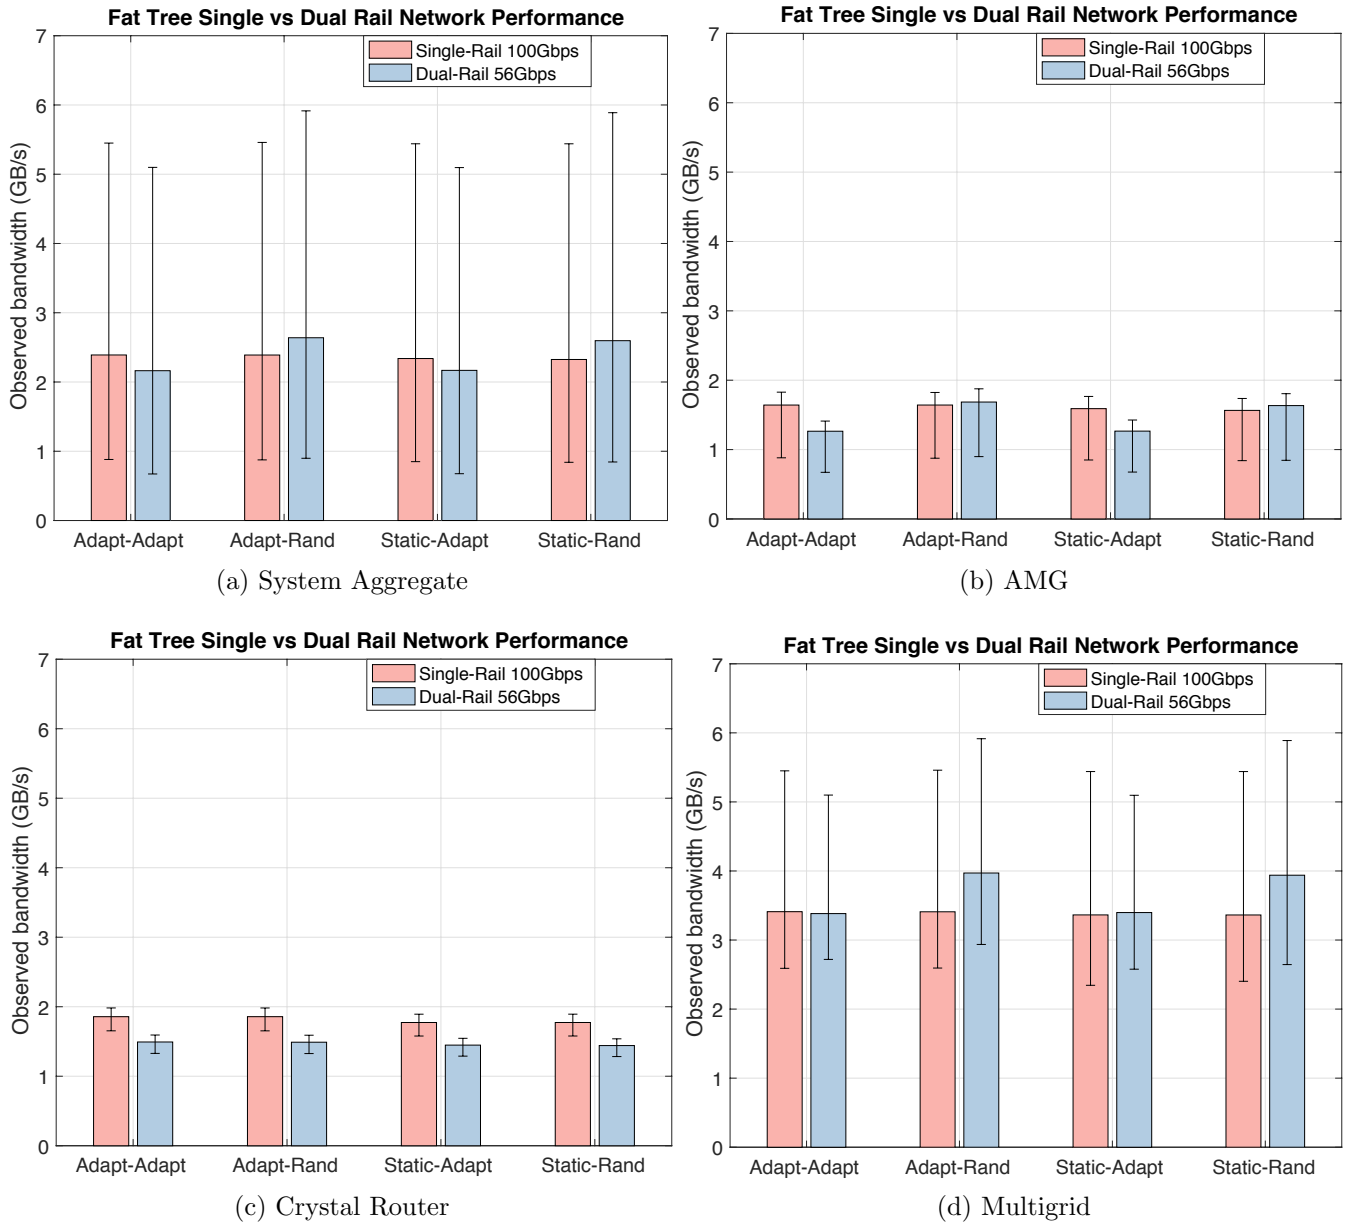 Fat Tree Single vs Dual Rail Network Performance
Single-Rail 100Gbps
Dual-Rail 56Gbps
Observed bandwidth (GB/s)
7
6
5
4
3
2
1
0
Adapt-Adapt Adapt-Rand Static-Adapt Static-Rand
(a) System Aggregate
Fat Tree Single vs Dual Rail Network Performance
Single-Rail 100Gbps
Dual-Rail 56Gbps
Observed bandwidth (GB/s)
7
6
5
4
3
2
1
0
Adapt-Adapt Adapt-Rand Static-Adapt Static-Rand
(b) AMG
Fat Tree Single vs Dual Rail Network Performance
Single-Rail 100Gbps
Dual-Rail 56Gbps
Observed bandwidth (GB/s)
7
6
5
4
3
2
1
0
Adapt-Adapt Adapt-Rand Static-Adapt Static-Rand
(c) Crystal Router
Fat Tree Single vs Dual Rail Network Performance
Single-Rail 100Gbps
Dual-Rail 56Gbps
Observed bandwidth (GB/s)
7
6
5
4
3
2
1
0
Adapt-Adapt Adapt-Rand Static-Adapt Static-Rand
(d) Multigrid